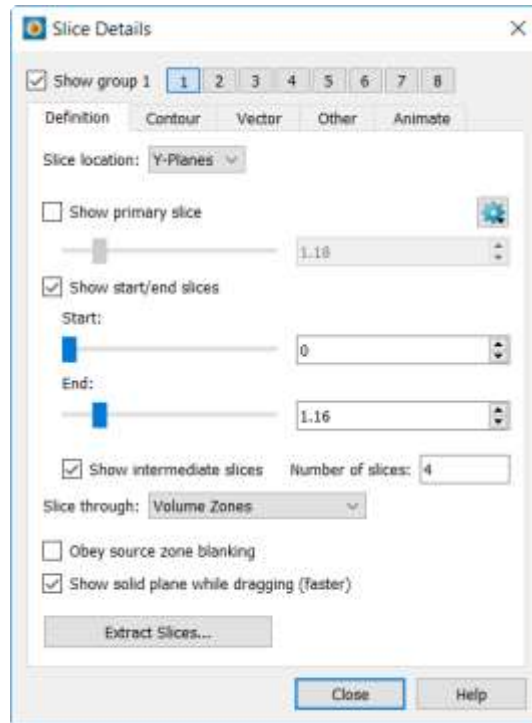 Slice Details
Show group 1 1 2 3 4 5 6 7 8
Definition Contour Vector Other Animate
Slice location: Y-Planes
Show primary slice
1.18
Show start/end slices
Start:
0
End:
1.16
Show intermediate slices Number of slices: 4
Slice through: Volume Zones
Obey source zone blanking
Show solid plane while dragging (faster)
Extract Slices...
Close Help